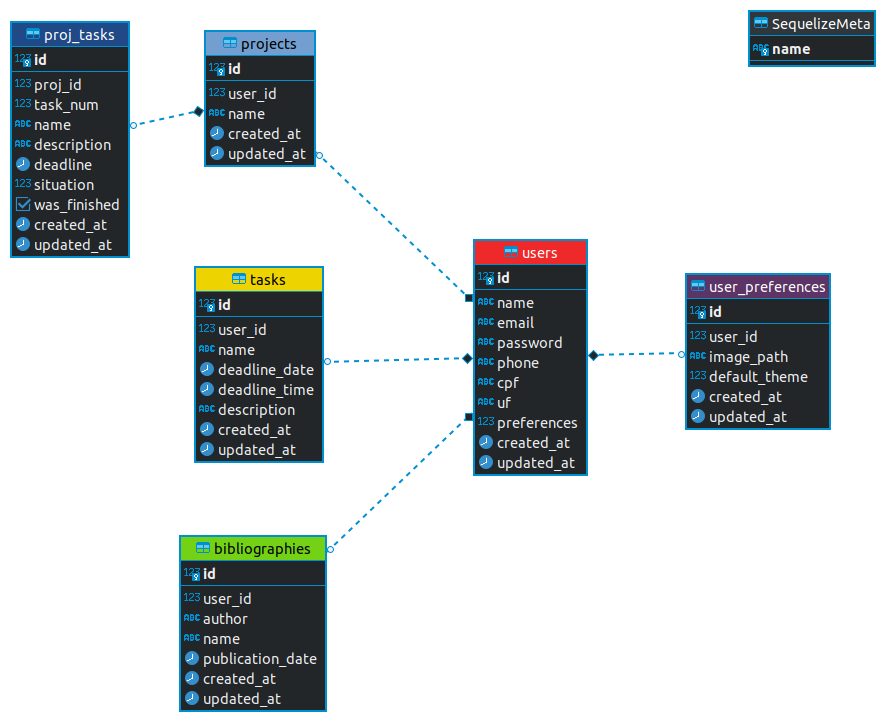 proj_tasks
123 id
123 proj_id
123 task_num
ABC name
ABC description
deadline
123 situation
was_finished
created_at
updated_at
projects
123 id
123 user_id
ABC name
created_at
updated_at
SequelizeMeta
ABC name
tasks
123 id
123 user_id
ABC name
deadline_date
deadline_time
ABC description
created_at
updated_at
users
123 id
ABC name
ABC email
ABC password
ABC phone
ABC cpf
ABC uf
123 preferences
created_at
updated_at
user_preferences
123 id
123 user_id
ABC image_path
123 default_theme
created_at
updated_at
bibliographies
123 id
123 user_id
ABC author
ABC name
publication_date
created_at
updated_at